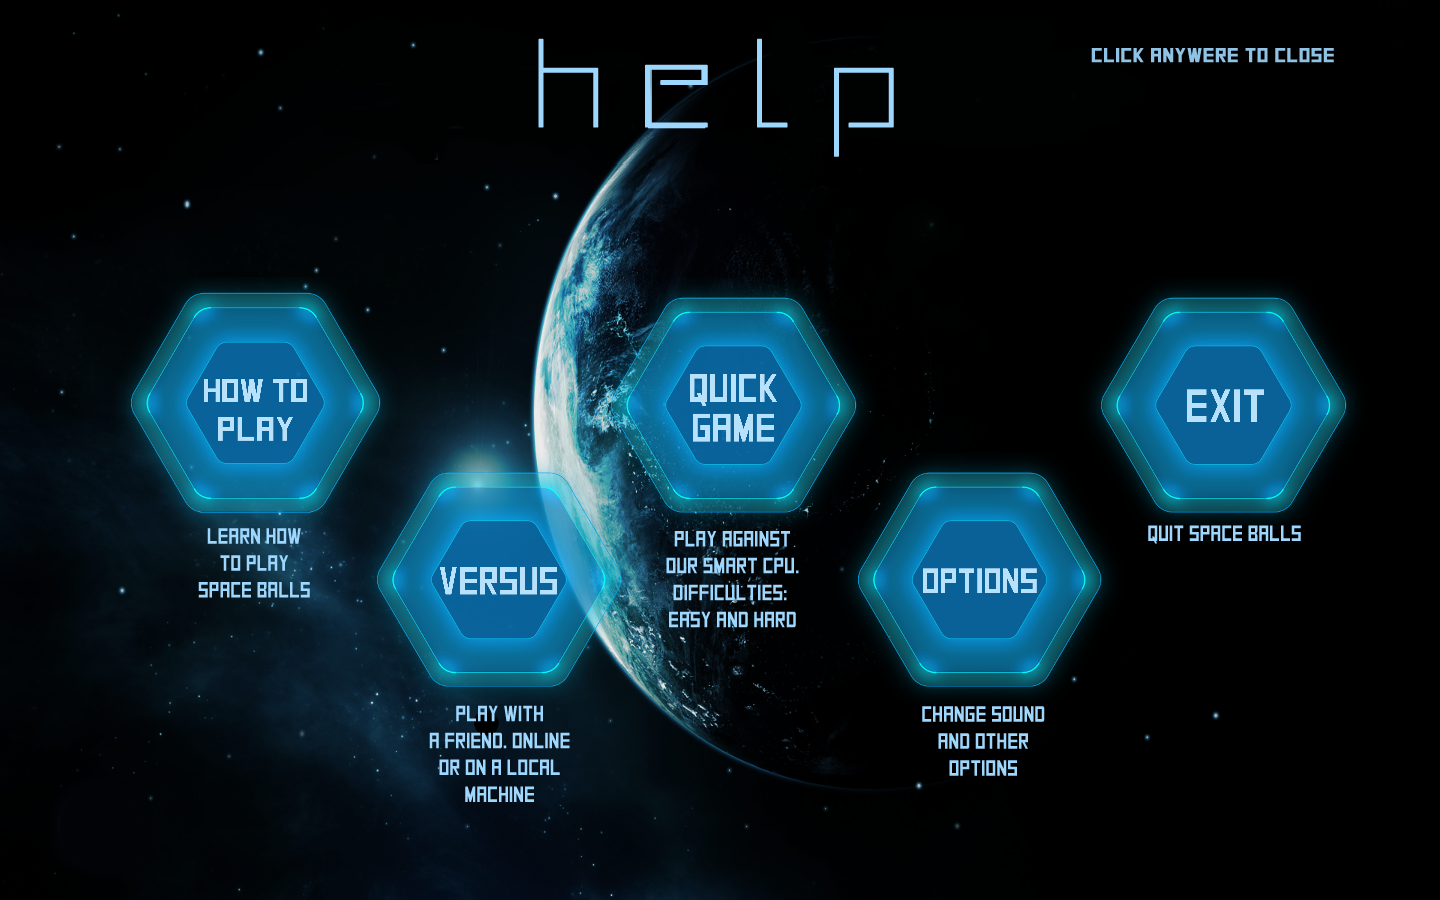 help
CLICK ANYWERE TO CLOSE
HOW TO
PLAY
LEARN HOW
TO PLAY
SPACE BALLS
VERSUS
PLAY WITH
A FRIEND. ONLINE
OR ON A LOCAL
MACHINE
QUICK
GAME
PLAY AGAINST
OUR SMART CPU.
DIFFICULTIES:
EASY AND HARD
OPTIONS
CHANGE SOUND
AND OTHER
OPTIONS
EXIT
QUIT SPACE BALLS